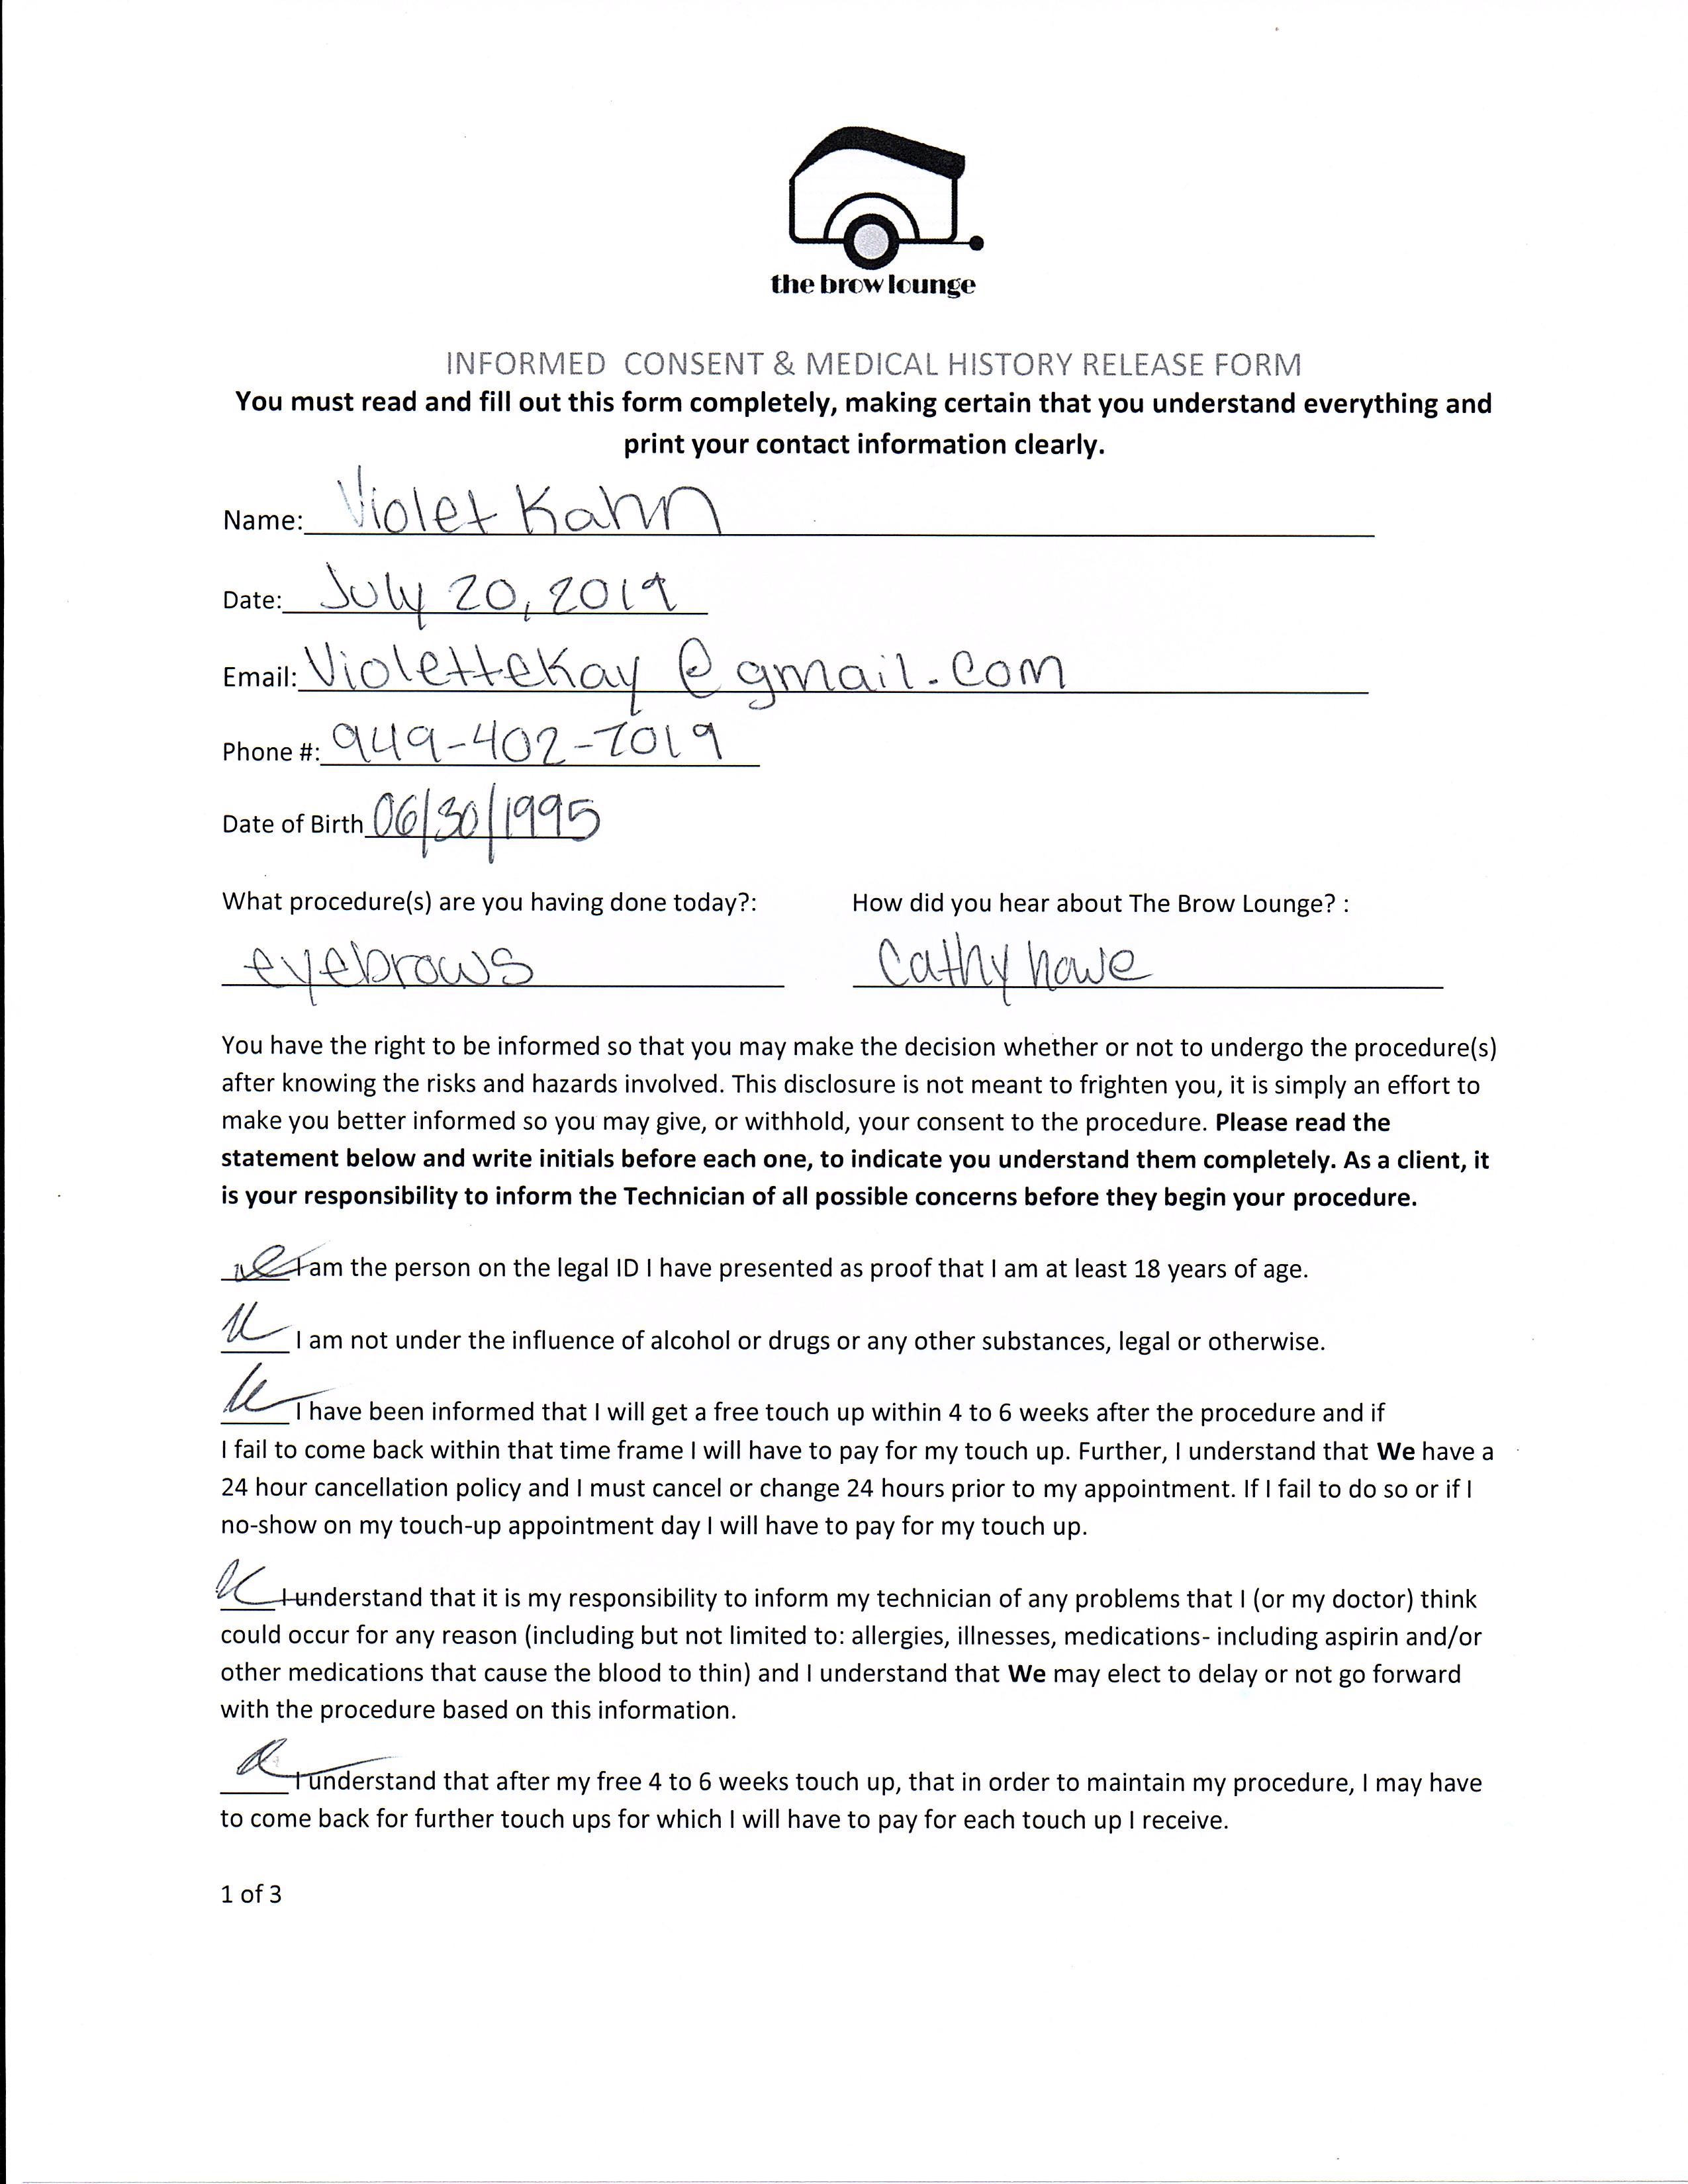 the brow lounge
INFORMED CONSENT & MEDICAL HISTORY RELEASE FORM
You must read and fill out this form completely, making certain that you understand everything and
print your contact information clearly.
Name: Violet Kahn
Date: July 20, 2019
Email: Violettekay@gmail.com
Phone #: 949-402-7019
Date of Birth 06/30/1995
What procedure(s) are you having done today?: How did you hear about The Brow Lounge? :
eyebrows Cathy howe
You have the right to be informed so that you may make the decision whether or not to undergo the procedure(s)
after knowing the risks and hazards involved. This disclosure is not meant to frighten you, it is simply an effort to
make you better informed so you may give, or withhold, your consent to the procedure. Please read the
statement below and write initials before each one, to indicate you understand them completely. As a client, it
is your responsibility to inform the Technician of all possible concerns before they begin your procedure.
I am the person on the legal ID I have presented as proof that I am at least 18 years of age.
I am not under the influence of alcohol or drugs or any other substances, legal or otherwise.
I have been informed that I will get a free touch up within 4 to 6 weeks after the procedure and if
I fail to come back within that time frame I will have to pay for my touch up. Further, I understand that We have a
24 hour cancellation policy and I must cancel or change 24 hours prior to my appointment. If I fail to do so or if I
no-show on my touch-up appointment day I will have to pay for my touch up.
I understand that it is my responsibility to inform my technician of any problems that I (or my doctor) think
could occur for any reason (including but not limited to: allergies, illnesses, medications- including aspirin and/or
other medications that cause the blood to thin) and I understand that We may elect to delay or not go forward
with the procedure based on this information.
I understand that after my free 4 to 6 weeks touch up, that in order to maintain my procedure, I may have
to come back for further touch ups for which I will have to pay for each touch up I receive.
1 of 3